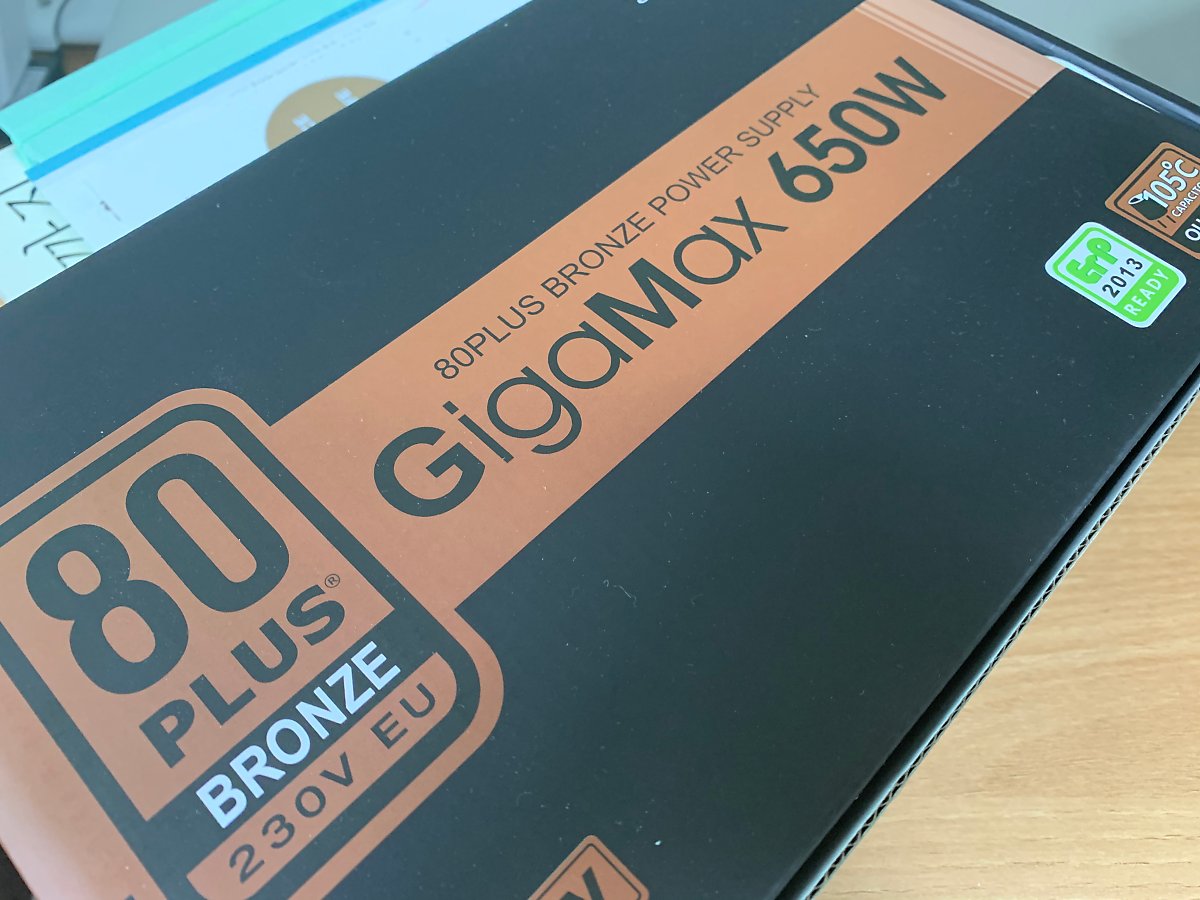 80PLUS BRONZE POWER SUPPLY
GigaMax 650W
80
PLUS®
BRONZE
230V EU
105°C
ErP
2013
READY